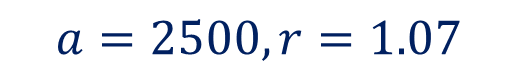 a = 2500, r = 1.07